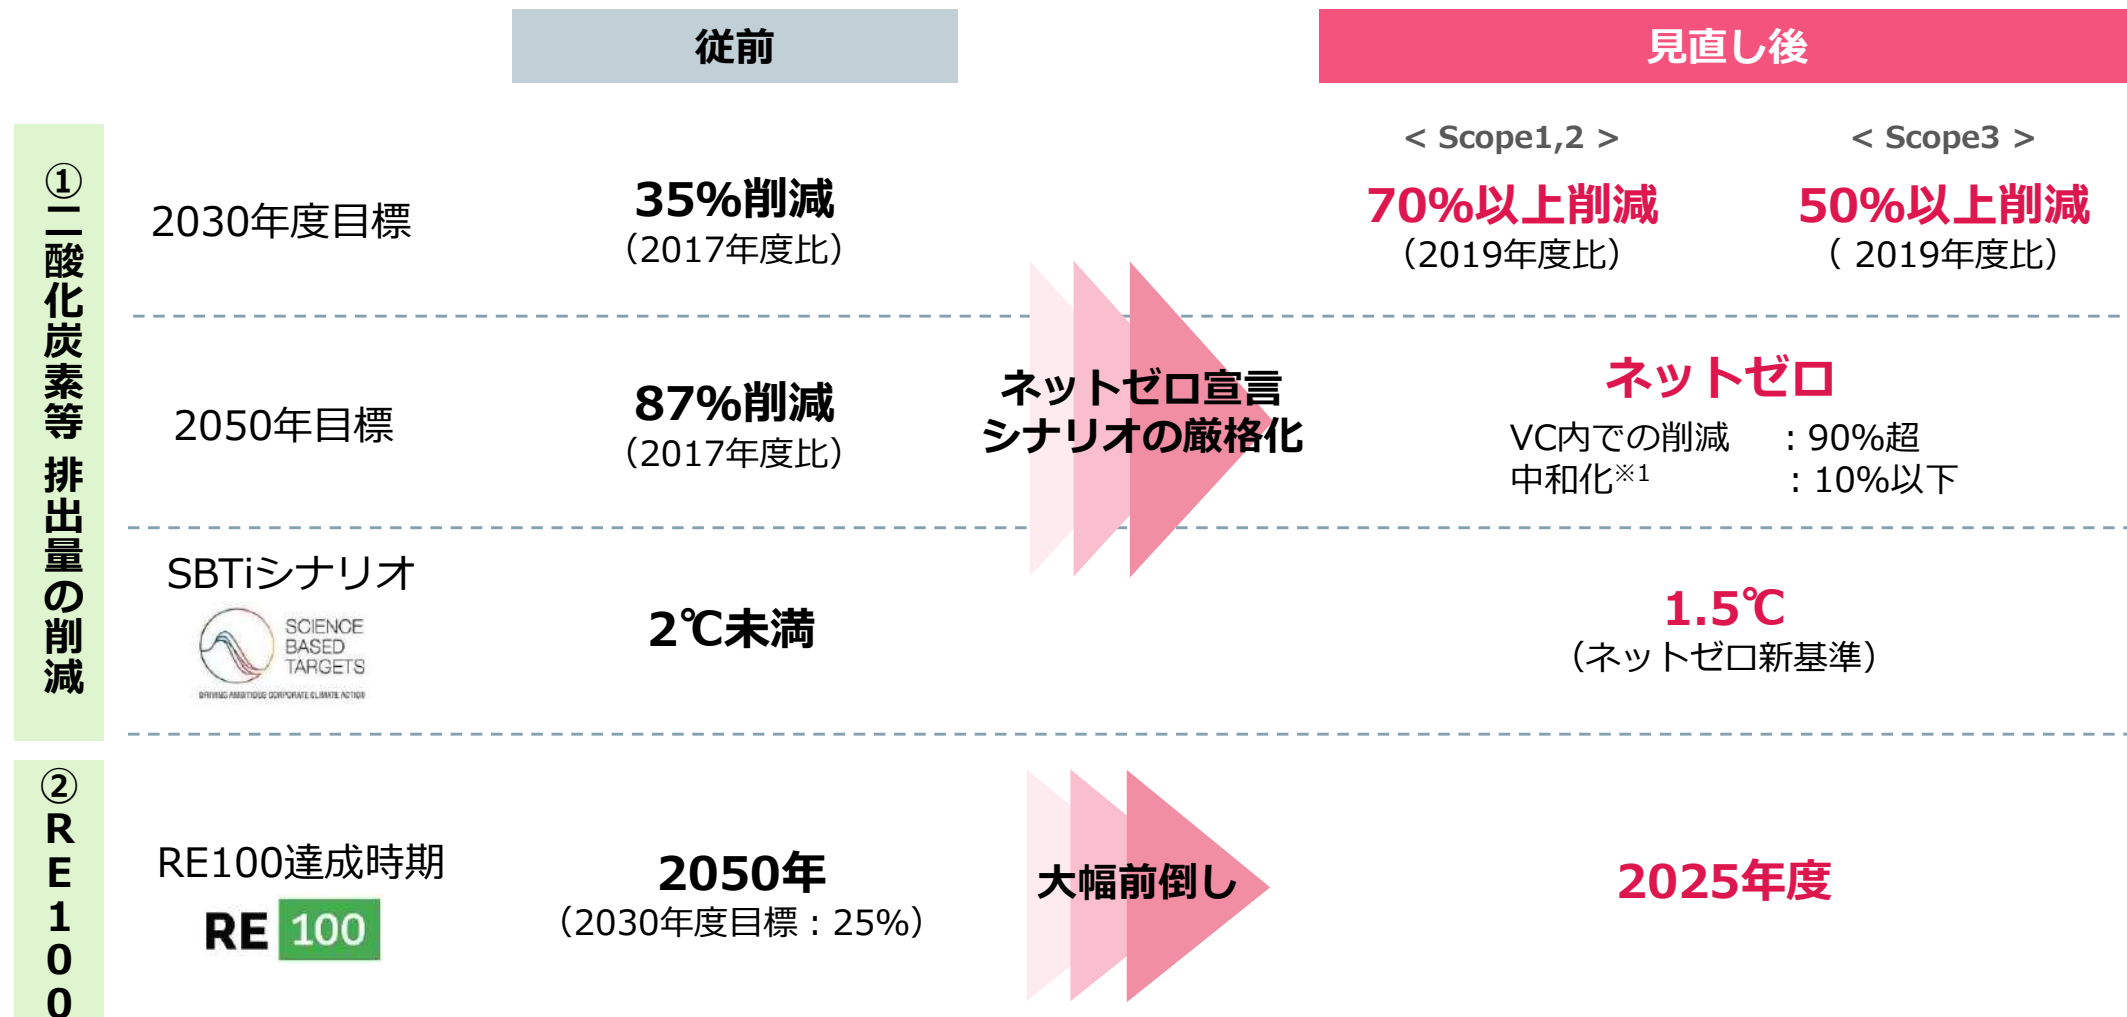 従前
見直し後
①二酸化炭素等 排出量の削減
< Scope1,2 >
< Scope3 >
2030年度目標
35%削減
（2017年度比）
70%以上削減
（2019年度比）
50%以上削減
（ 2019年度比）
2050年目標
87%削減
（2017年度比）
ネットゼロ宣言
シナリオの厳格化
ネットゼロ
VC内での削減 ：90%超
中和化※1 ：10%以下
SBTiシナリオ
SCIENCE
BASED
TARGETS
DRIVING AMBITIOUS CORPORATE CLIMATE ACTION
2℃未満
1.5℃
（ネットゼロ新基準）
②RE100
RE100達成時期
RE 100
2050年
（2030年度目標：25%）
大幅前倒し
2025年度